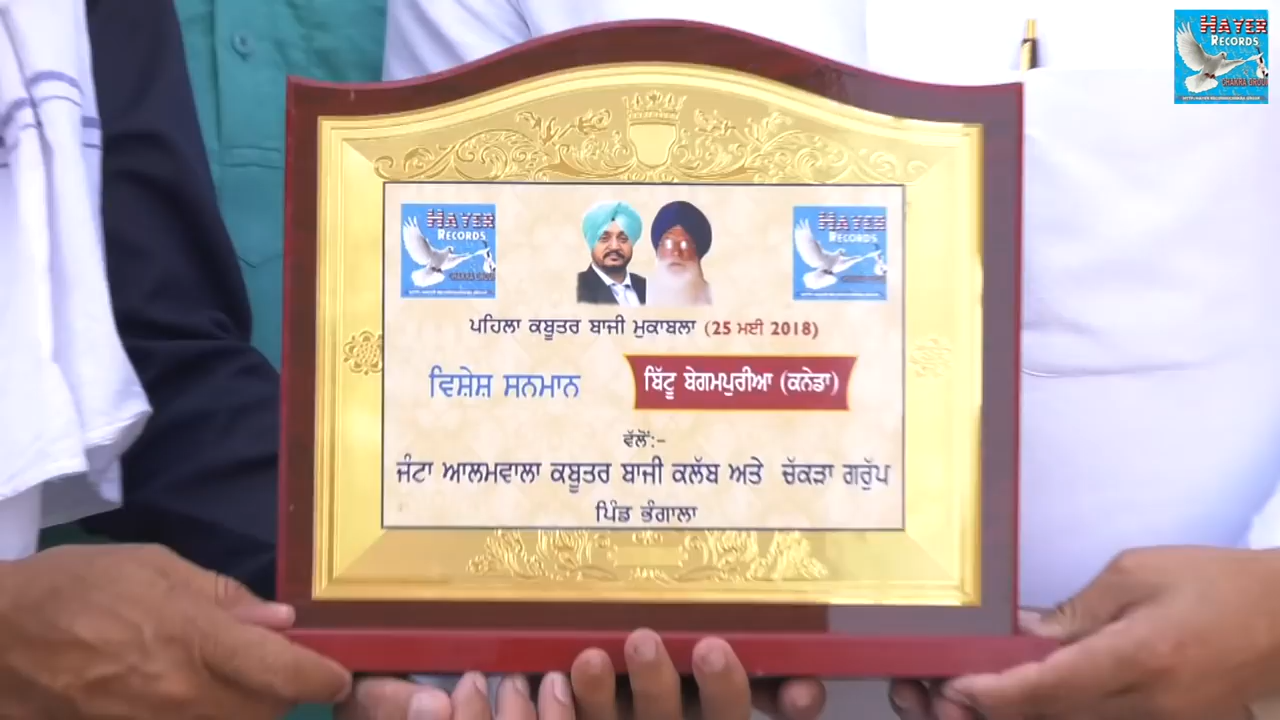 HAYER
RECORDS
HAYER
RECORDS
HAYER
RECORDS
ਪਹਿਲਾ ਕਬੂਤਰ ਬਾਜੀ ਮੁਕਾਬਲਾ (25 ਮਈ 2018)
ਵਿਸ਼ੇਸ਼ ਸਨਮਾਨ
ਬਿੱਟੂ ਬੇਗਮਪੁਰੀਆ (ਕਨੇਡਾ)
ਵੱਲੋਂ:-
ਜੰਟਾ ਆਲਮਵਾਲਾ ਕਬੂਤਰ ਬਾਜੀ ਕਲੱਬ ਅਤੇ ਚੱਕੜਾ ਗਰੁੱਪ
ਪਿੰਡ ਭੰਗਾਲਾ